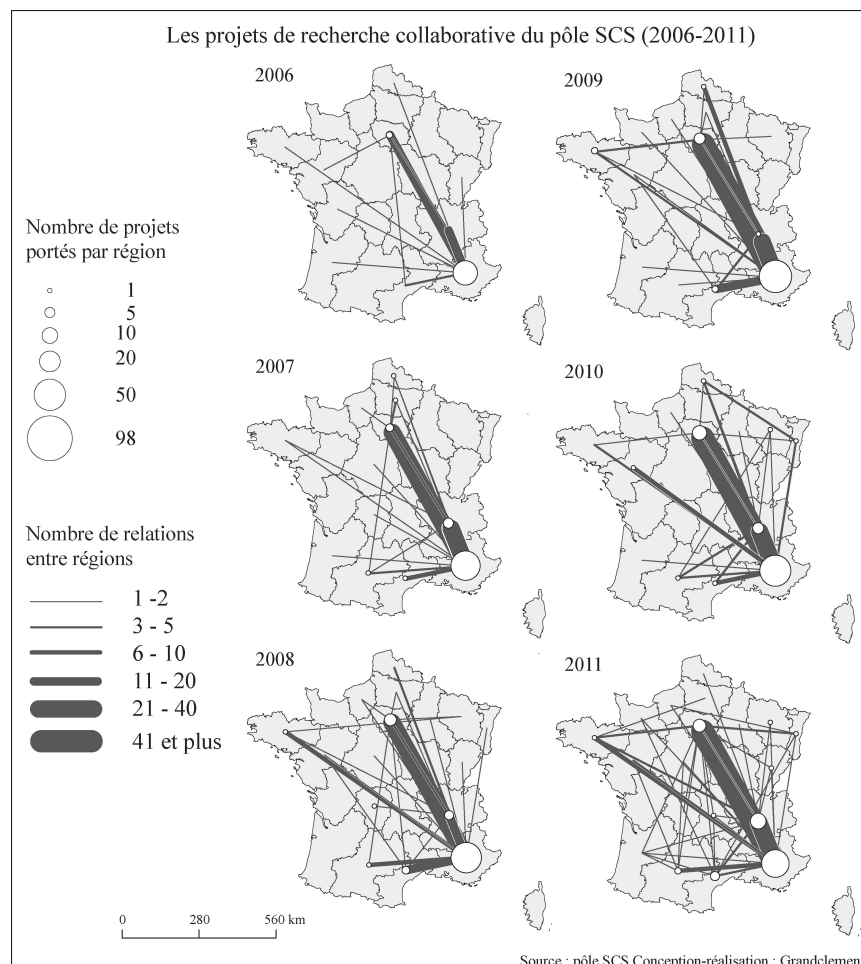 Les projets de recherche collaborative du pôle SCS (2006-2011)
2006
2009
Nombre de projets
portés par région
1
5
10
20
50
98
2007
2010
Nombre de relations
entre régions
1 -2
3 - 5
6 - 10
11 - 20
21 - 40
41 et plus
2008
2011
0 280 560 km
Source : pôle SCS Conception-réalisation : Grandclemen